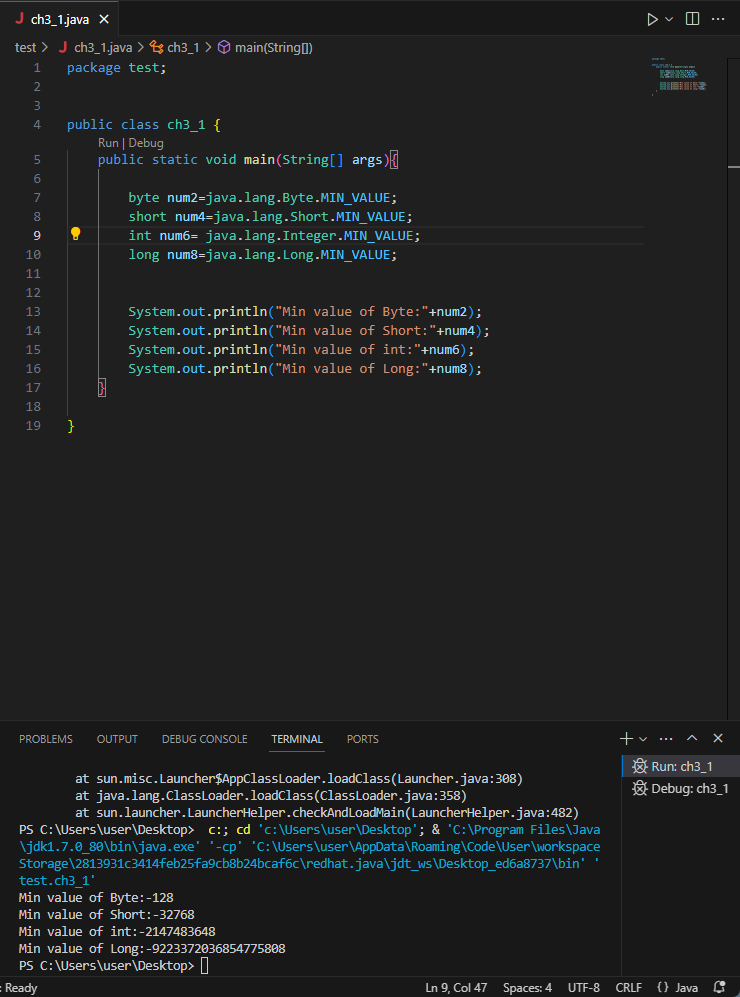 J ch3_1.java
test > J ch3_1.java > ch3_1 > main(String[])
1 package test;
2
3
4 public class ch3_1 {
Run | Debug
5 public static void main(String[] args){
6
7 byte num2=java.lang.Byte.MIN_VALUE;
8 short num4=java.lang.Short.MIN_VALUE;
9 int num6= java.lang.Integer.MIN_VALUE;
10 long num8=java.lang.Long.MIN_VALUE;
11
12
13 System.out.println("Min value of Byte:"+num2);
14 System.out.println("Min value of Short:"+num4);
15 System.out.println("Min value of int:"+num6);
16 System.out.println("Min value of Long:"+num8);
17 }
18
19 }
PROBLEMS OUTPUT DEBUG CONSOLE TERMINAL PORTS
Run: ch3_1
Debug: ch3_1
at sun.misc.Launcher$AppClassLoader.loadClass(Launcher.java:308)
at java.lang.ClassLoader.loadClass(ClassLoader.java:358)
at sun.launcher.LauncherHelper.checkAndLoadMain(LauncherHelper.java:482)
PS C:\Users\user\Desktop>  c:; cd 'c:\Users\user\Desktop'; & 'C:\Program Files\Java
\jdk1.7.0_80\bin\java.exe' '-cp' 'C:\Users\user\AppData\Roaming\Code\User\workspace
Storage\2813931c3414feb25fa9cb8b24bcaf6c\redhat.java\jdt_ws\Desktop_ed6a8737\bin' '
test.ch3_1'
Min value of Byte:-128
Min value of Short:-32768
Min value of int:-2147483648
Min value of Long:-9223372036854775808
PS C:\Users\user\Desktop>
: Ready Ln 9, Col 47 Spaces: 4 UTF-8 CRLF {} Java